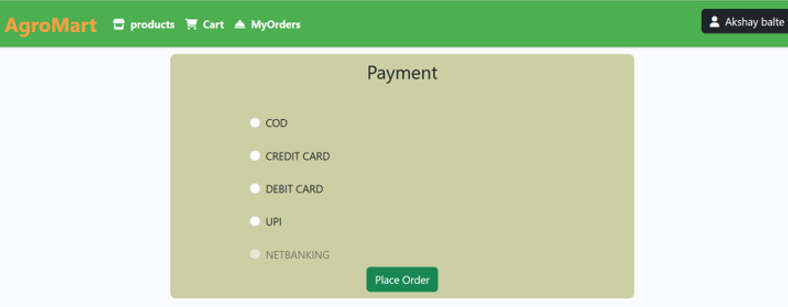 AgroMart products Cart MyOrders Akshay balte
Payment
COD
CREDIT CARD
DEBIT CARD
UPI
NETBANKING
Place Order